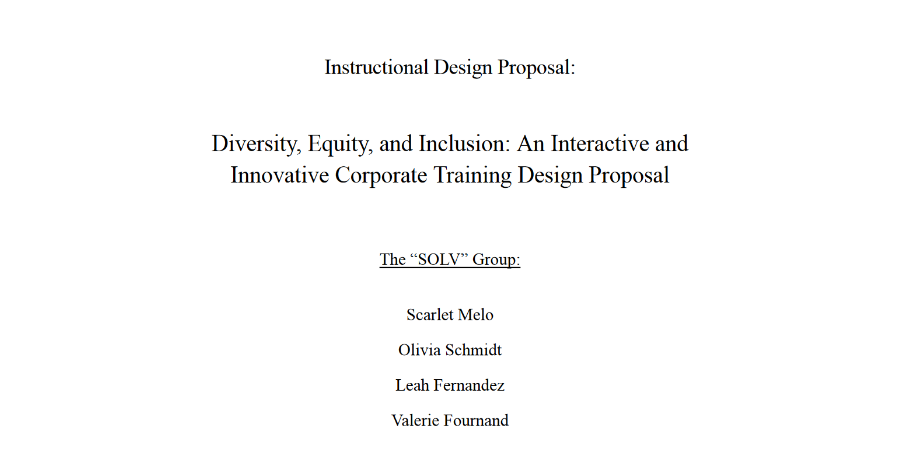 Instructional Design Proposal:
Diversity, Equity, and Inclusion: An Interactive and
Innovative Corporate Training Design Proposal
The “SOLV” Group:
Scarlet Melo
Olivia Schmidt
Leah Fernandez
Valerie Fournand